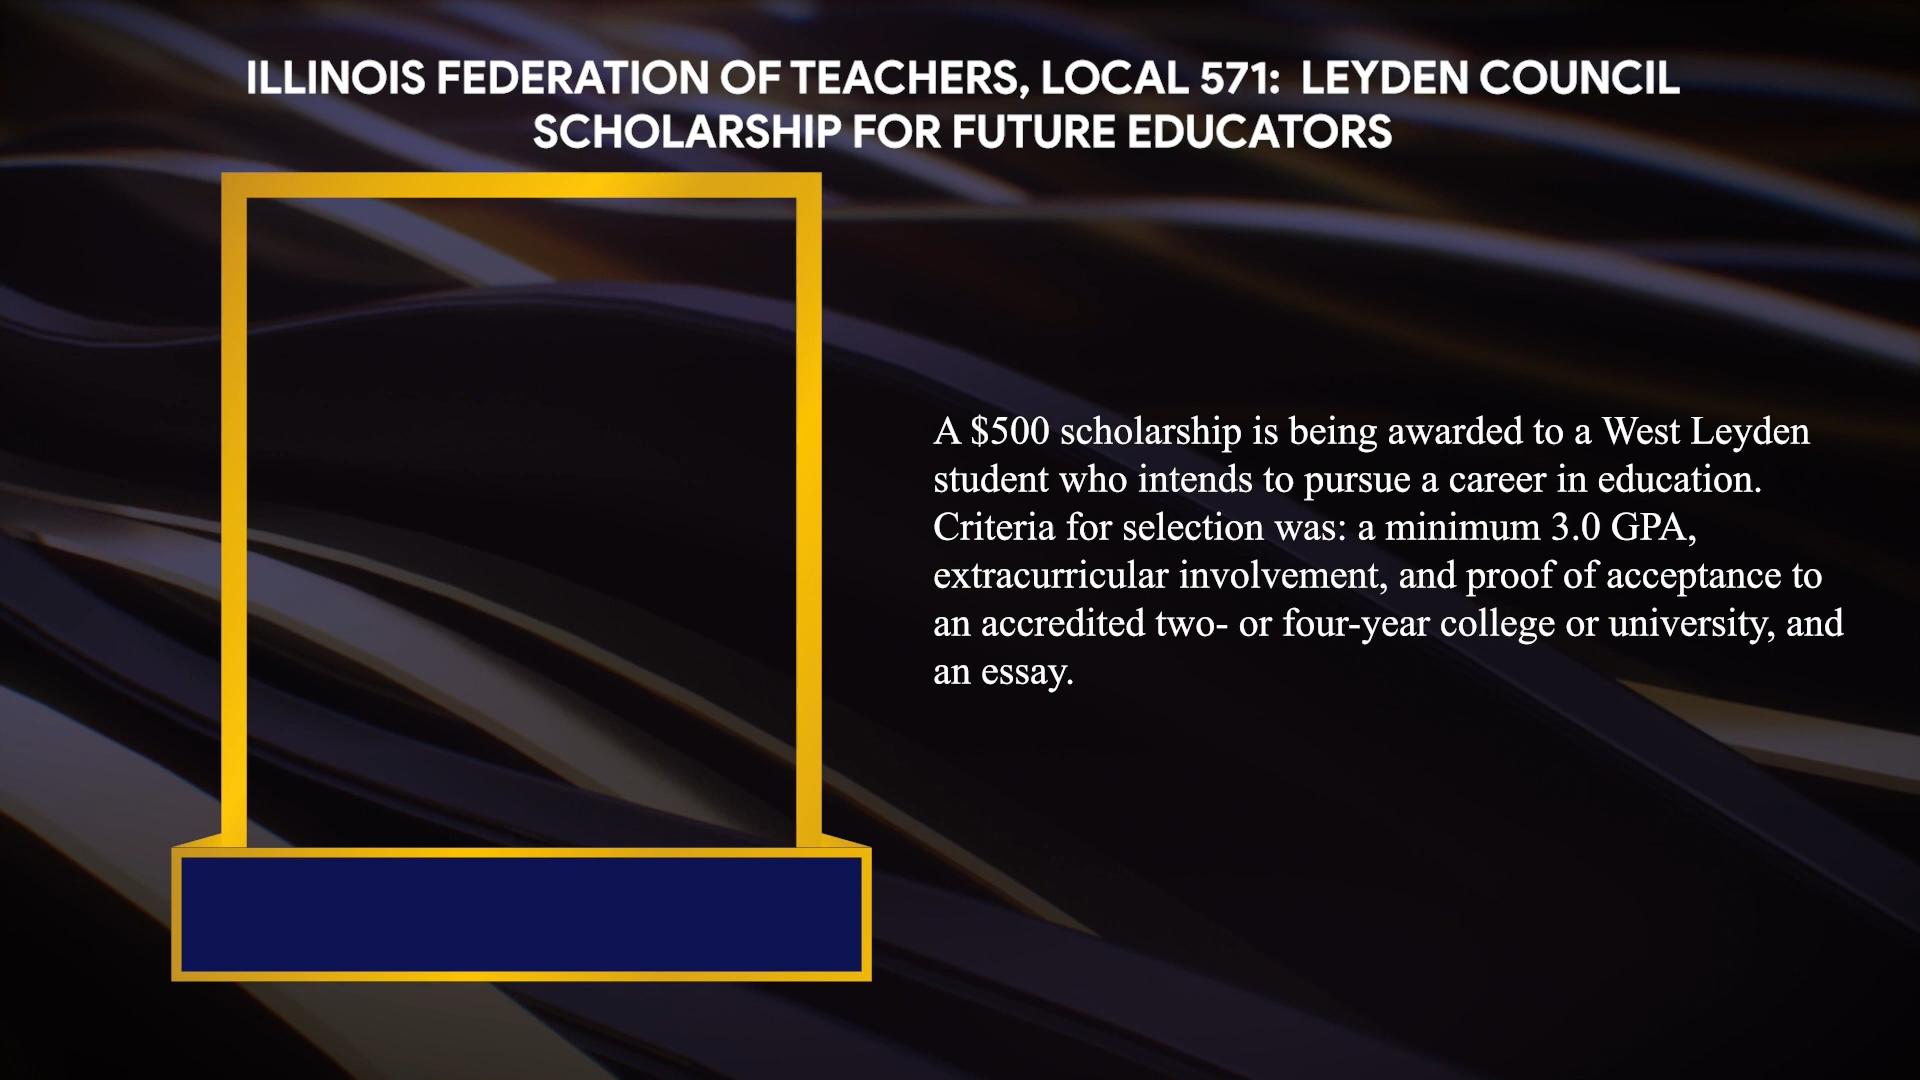 ILLINOIS FEDERATION OF TEACHERS, LOCAL 571:  LEYDEN COUNCIL
SCHOLARSHIP FOR FUTURE EDUCATORS
A $500 scholarship is being awarded to a West Leyden
student who intends to pursue a career in education.
Criteria for selection was: a minimum 3.0 GPA,
extracurricular involvement, and proof of acceptance to
an accredited two- or four-year college or university, and
an essay.